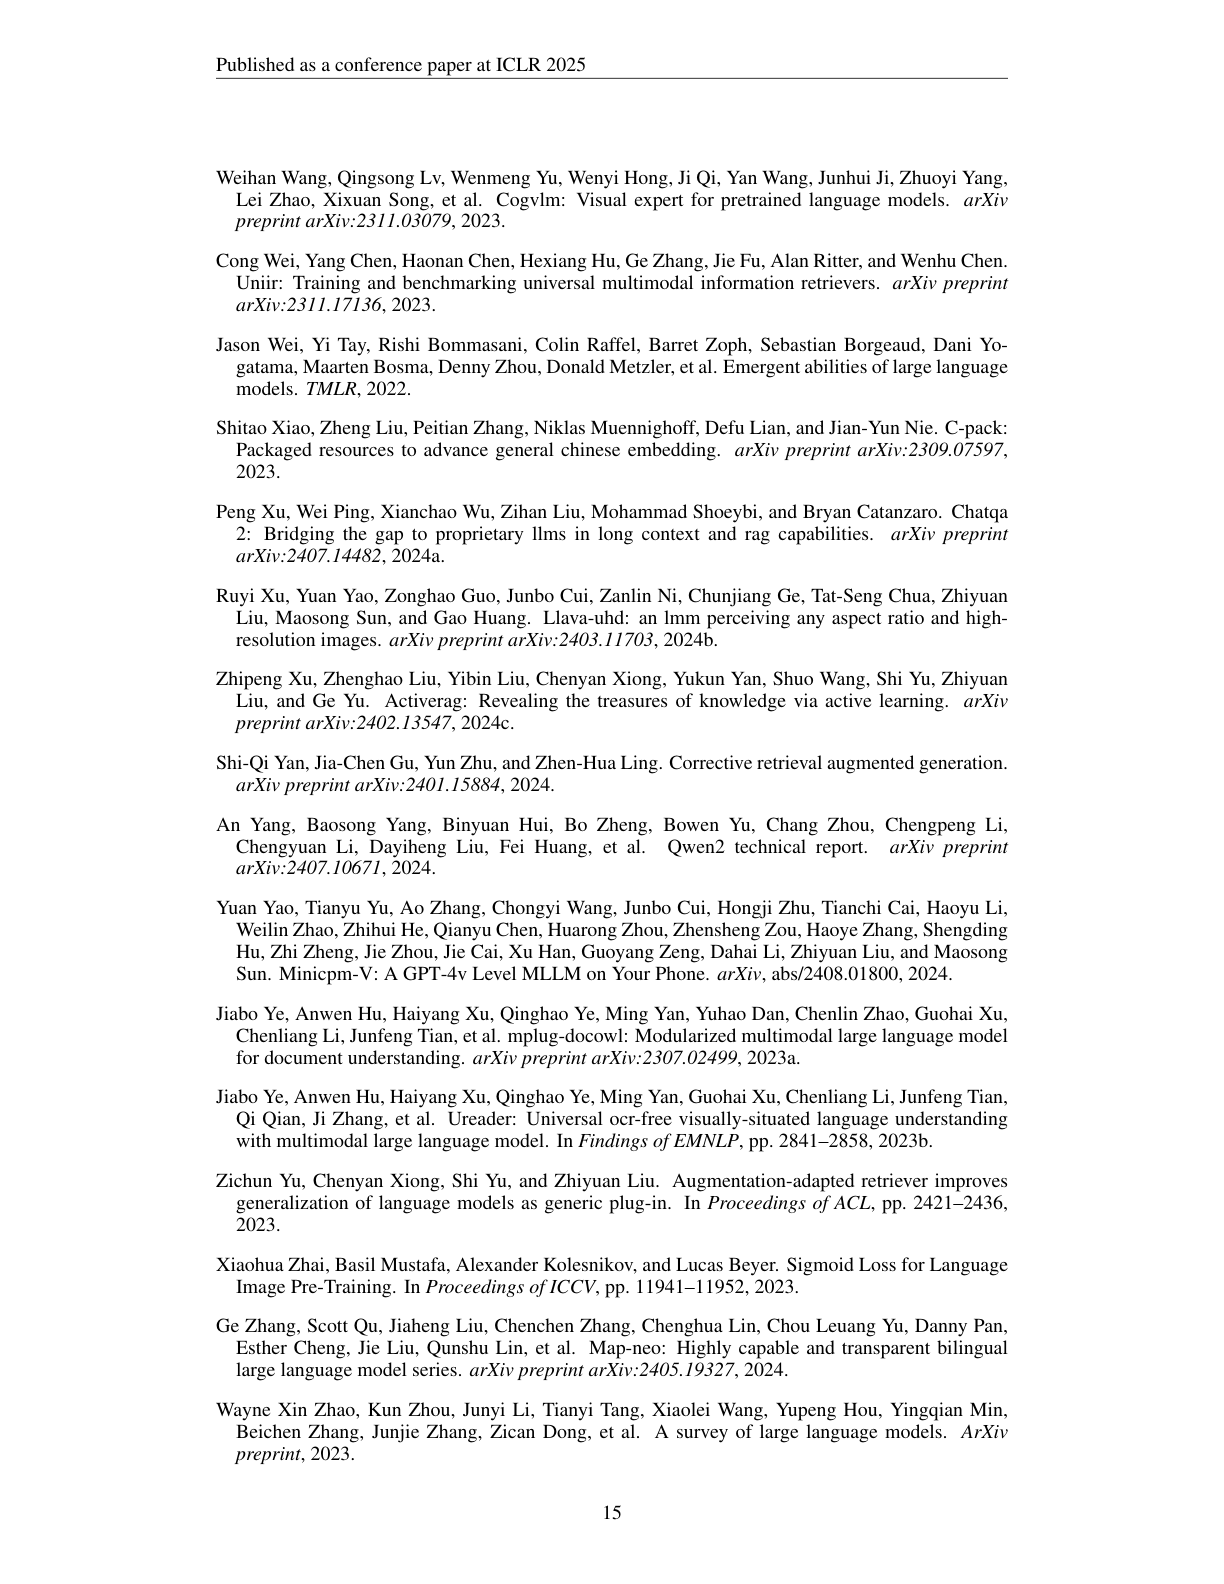 Published as a conference paper at ICLR 2025
Weihan Wang, Qingsong Lv, Wenmeng Yu, Wenyi Hong, Ji Qi, Yan Wang, Junhui Ji, Zhuoyi Yang,
Lei Zhao, Xixuan Song, et al. Cogvlm: Visual expert for pretrained language models. arXiv
preprint arXiv:2311.03079, 2023.
Cong Wei, Yang Chen, Haonan Chen, Hexiang Hu, Ge Zhang, Jie Fu, Alan Ritter, and Wenhu Chen.
Uniir: Training and benchmarking universal multimodal information retrievers. arXiv preprint
arXiv:2311.17136, 2023.
Jason Wei, Yi Tay, Rishi Bommasani, Colin Raffel, Barret Zoph, Sebastian Borgeaud, Dani Yo-
gatama, Maarten Bosma, Denny Zhou, Donald Metzler, et al. Emergent abilities of large language
models. TMLR, 2022.
Shitao Xiao, Zheng Liu, Peitian Zhang, Niklas Muennighoff, Defu Lian, and Jian-Yun Nie. C-pack:
Packaged resources to advance general chinese embedding. arXiv preprint arXiv:2309.07597,
2023.
Peng Xu, Wei Ping, Xianchao Wu, Zihan Liu, Mohammad Shoeybi, and Bryan Catanzaro. Chatqa
2: Bridging the gap to proprietary llms in long context and rag capabilities. arXiv preprint
arXiv:2407.14482, 2024a.
Ruyi Xu, Yuan Yao, Zonghao Guo, Junbo Cui, Zanlin Ni, Chunjiang Ge, Tat-Seng Chua, Zhiyuan
Liu, Maosong Sun, and Gao Huang. Llava-uhd: an lmm perceiving any aspect ratio and high-
resolution images. arXiv preprint arXiv:2403.11703, 2024b.
Zhipeng Xu, Zhenghao Liu, Yibin Liu, Chenyan Xiong, Yukun Yan, Shuo Wang, Shi Yu, Zhiyuan
Liu, and Ge Yu. Activerag: Revealing the treasures of knowledge via active learning. arXiv
preprint arXiv:2402.13547, 2024c.
Shi-Qi Yan, Jia-Chen Gu, Yun Zhu, and Zhen-Hua Ling. Corrective retrieval augmented generation.
arXiv preprint arXiv:2401.15884, 2024.
An Yang, Baosong Yang, Binyuan Hui, Bo Zheng, Bowen Yu, Chang Zhou, Chengpeng Li,
Chengyuan Li, Dayiheng Liu, Fei Huang, et al. Qwen2 technical report. arXiv preprint
arXiv:2407.10671, 2024.
Yuan Yao, Tianyu Yu, Ao Zhang, Chongyi Wang, Junbo Cui, Hongji Zhu, Tianchi Cai, Haoyu Li,
Weilin Zhao, Zhihui He, Qianyu Chen, Huarong Zhou, Zhensheng Zou, Haoye Zhang, Shengding
Hu, Zhi Zheng, Jie Zhou, Jie Cai, Xu Han, Guoyang Zeng, Dahai Li, Zhiyuan Liu, and Maosong
Sun. Minicpm-V: A GPT-4v Level MLLM on Your Phone. arXiv, abs/2408.01800, 2024.
Jiabo Ye, Anwen Hu, Haiyang Xu, Qinghao Ye, Ming Yan, Yuhao Dan, Chenlin Zhao, Guohai Xu,
Chenliang Li, Junfeng Tian, et al. mplug-docowl: Modularized multimodal large language model
for document understanding. arXiv preprint arXiv:2307.02499, 2023a.
Jiabo Ye, Anwen Hu, Haiyang Xu, Qinghao Ye, Ming Yan, Guohai Xu, Chenliang Li, Junfeng Tian,
Qi Qian, Ji Zhang, et al. Ureader: Universal ocr-free visually-situated language understanding
with multimodal large language model. In Findings of EMNLP, pp. 2841–2858, 2023b.
Zichun Yu, Chenyan Xiong, Shi Yu, and Zhiyuan Liu. Augmentation-adapted retriever improves
generalization of language models as generic plug-in. In Proceedings of ACL, pp. 2421–2436,
2023.
Xiaohua Zhai, Basil Mustafa, Alexander Kolesnikov, and Lucas Beyer. Sigmoid Loss for Language
Image Pre-Training. In Proceedings of ICCV, pp. 11941–11952, 2023.
Ge Zhang, Scott Qu, Jiaheng Liu, Chenchen Zhang, Chenghua Lin, Chou Leuang Yu, Danny Pan,
Esther Cheng, Jie Liu, Qunshu Lin, et al. Map-neo: Highly capable and transparent bilingual
large language model series. arXiv preprint arXiv:2405.19327, 2024.
Wayne Xin Zhao, Kun Zhou, Junyi Li, Tianyi Tang, Xiaolei Wang, Yupeng Hou, Yingqian Min,
Beichen Zhang, Junjie Zhang, Zican Dong, et al. A survey of large language models. ArXiv
preprint, 2023.
15